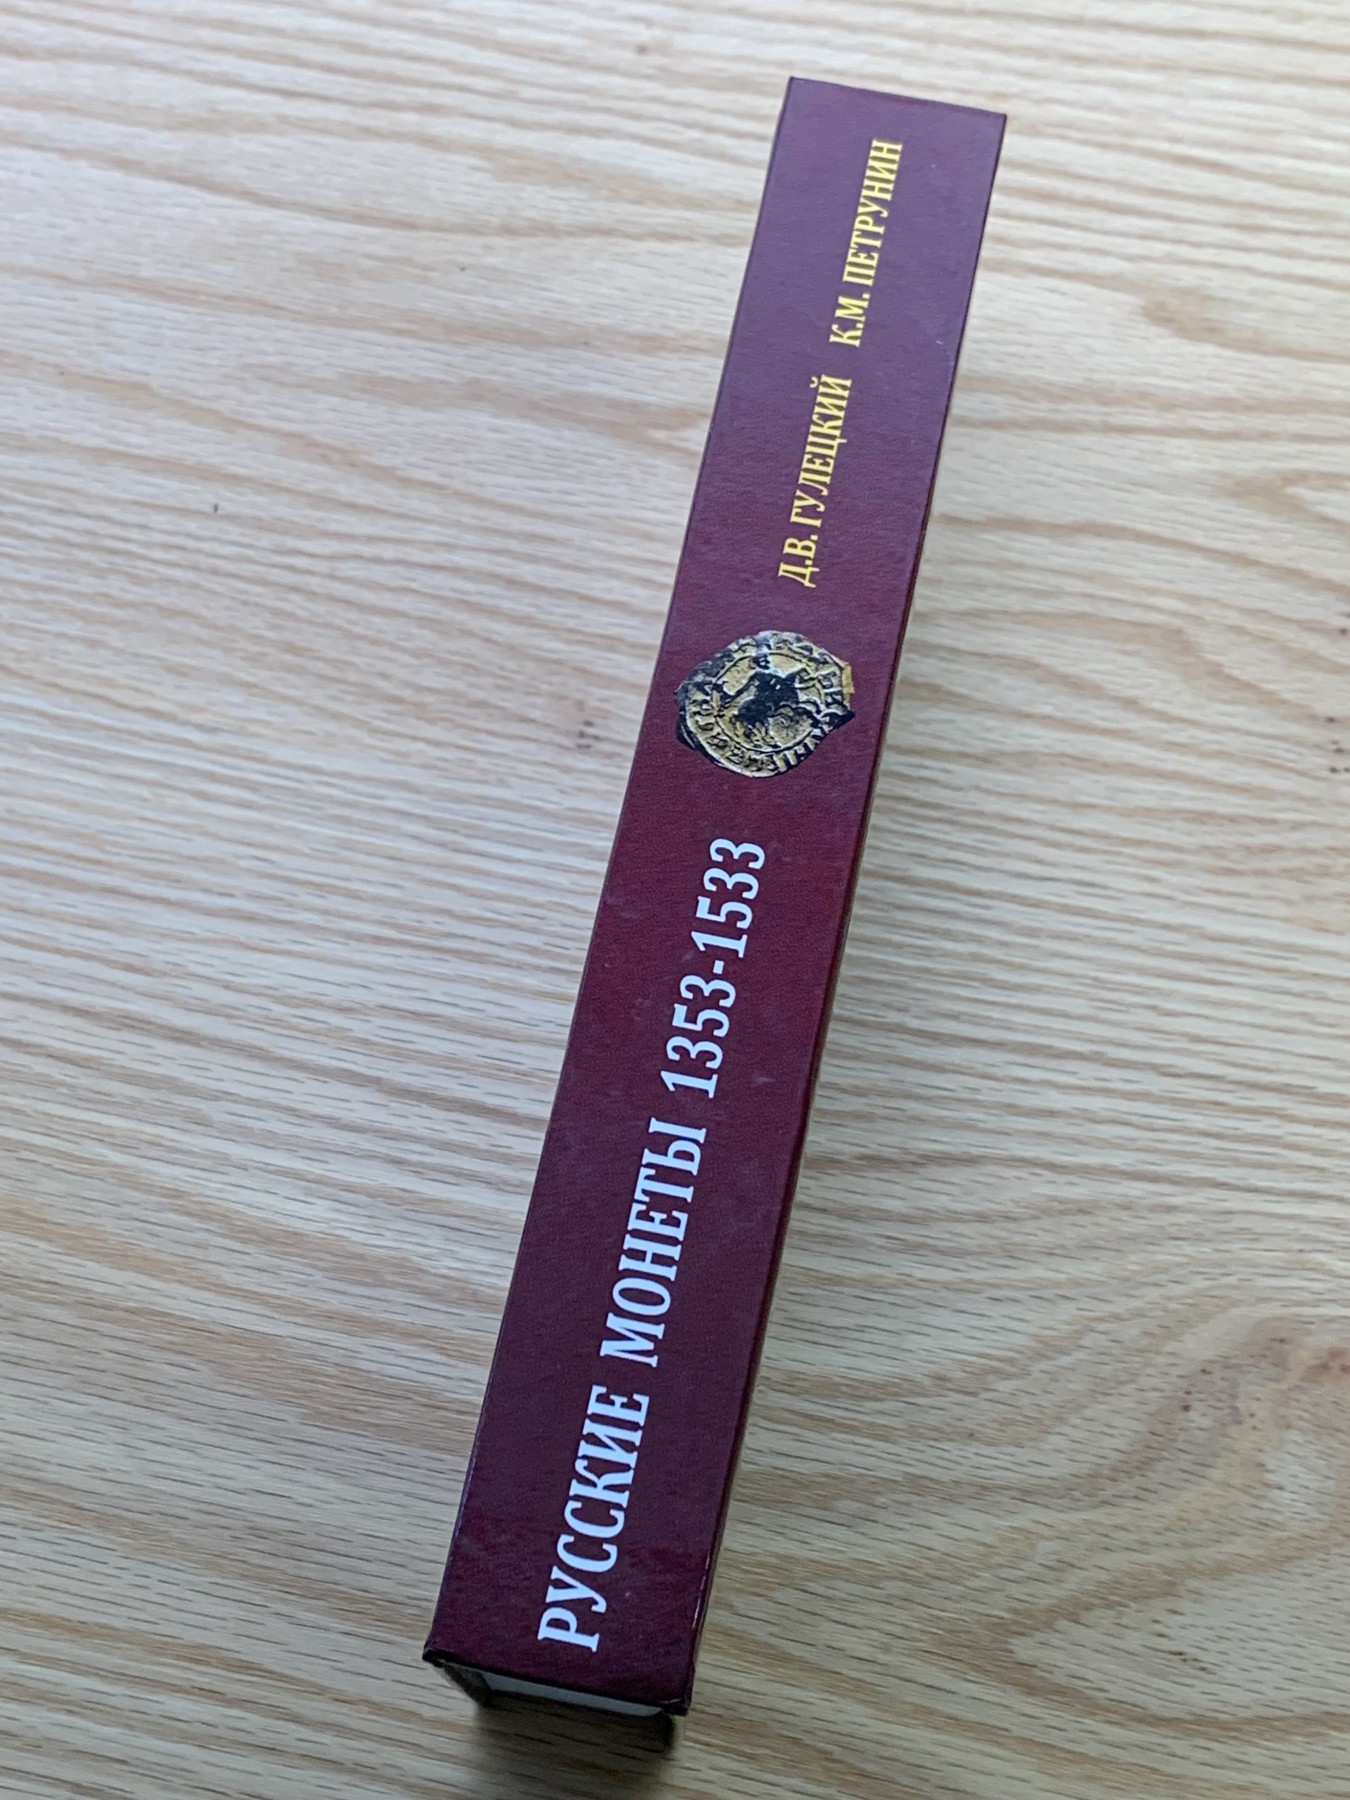 РУССКИЕ МОНЕТЫ 1353-1533
Д.В. ГУЛЕЦКИЙ К.М. ПЕТРУНИН